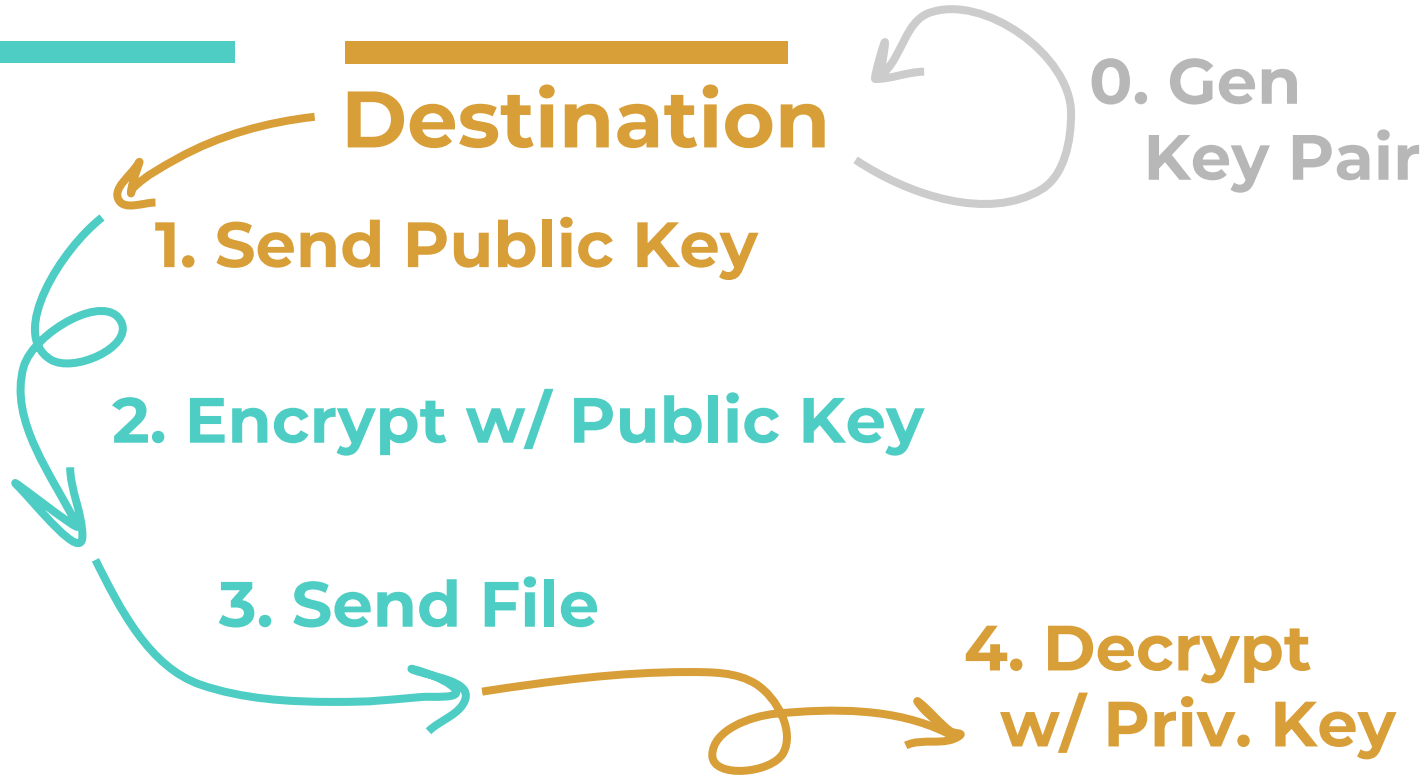 Destination
0. Gen
Key Pair
1. Send Public Key
2. Encrypt w/ Public Key
3. Send File
4. Decrypt
w/ Priv. Key